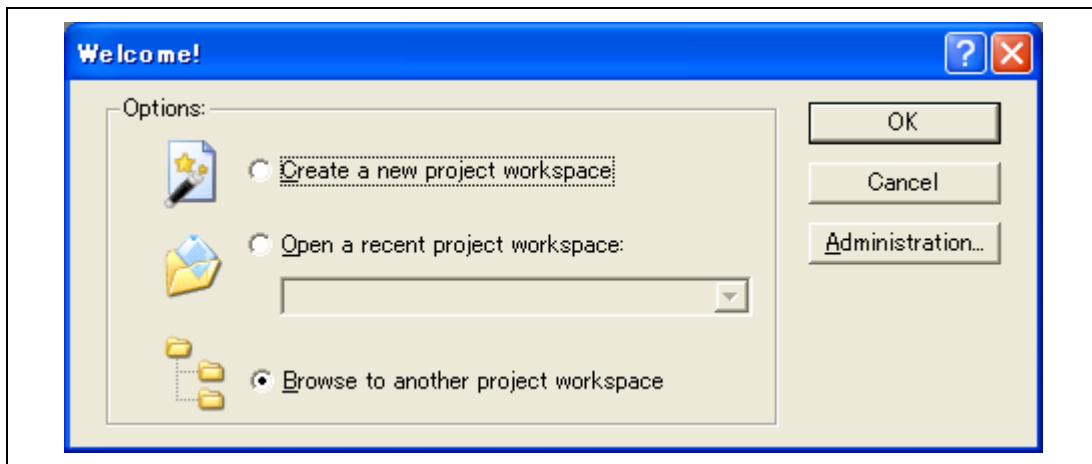 Welcome!
Options:
Create a new project workspace
Open a recent project workspace:
Browse to another project workspace
OK
Cancel
Administration...